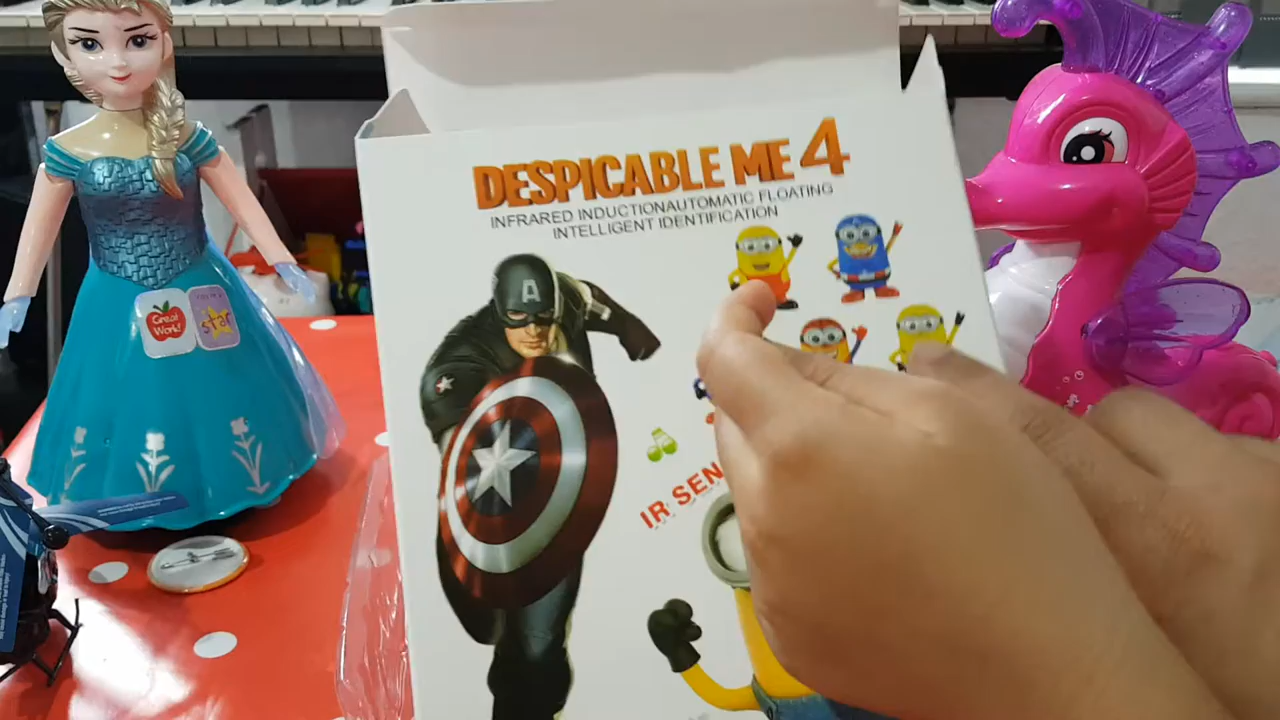 DESPICABLE ME 4
INFRARED INDUCTIONAUTOMATIC FLOATING
INTELLIGENT IDENTIFICATION
A
Great
Work!
star
IR SEN